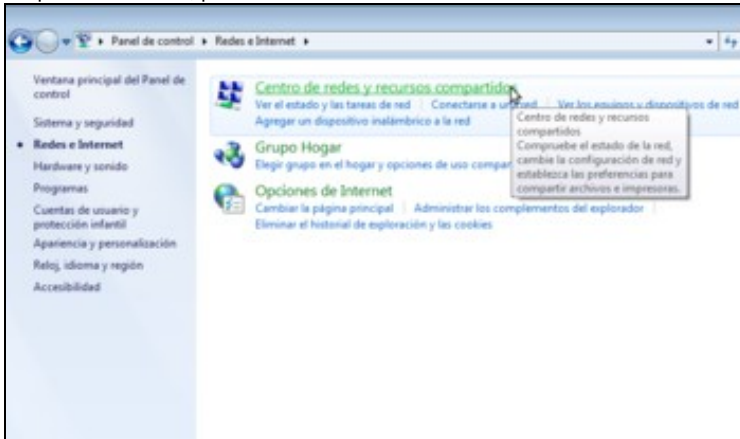 Panel de control ▸ Redes e Internet ▸
Ventana principal del Panel de
control
Sistema y seguridad
Redes e Internet
Hardware y sonido
Programas
Cuentas de usuario y
protección infantil
Apariencia y personalización
Reloj, idioma y región
Accesibilidad
Centro de redes y recursos compartidos
Ver el estado y las tareas de red Conectarse a una red Ver los equipos y dispositivos de red
Agregar un dispositivo inalámbrico a la red
Grupo Hogar
Elegir grupo en el hogar y opciones de uso compar
Opciones de Internet
Cambiar la página principal Administrar los complementos del explorador
Eliminar el historial de exploración y las cookies
Centro de redes y recursos
compartidos
Compruebe el estado de la red,
cambia la configuración de red y
establezca las preferencias para
compartir archivos e impresoras.